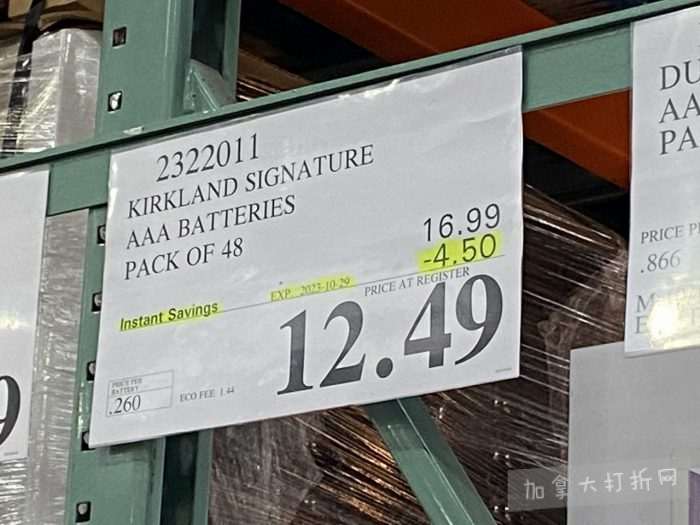 2322011
KIRKLAND SIGNATURE
AAA BATTERIES
PACK OF 48
16.99
-4.50
Instant Savings
EXP. 2023-10-29
PRICE AT REGISTER
12.49
PRICE PER
BATTERY
.260
ECO FEE 1.44
9
DU
AA
PA
PRICE P
.866
加拿大打折网